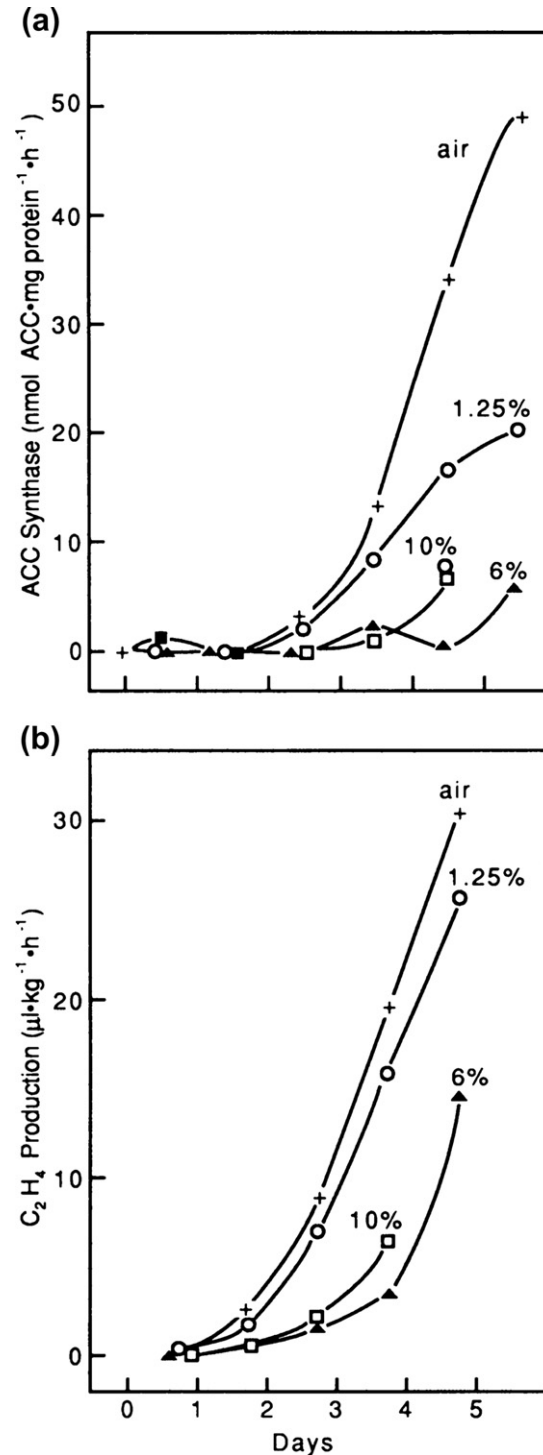 (a)
50
40
30
20
10
0
ACC Synthase (nmol ACC•mg protein⁻¹•h⁻¹)
air
1.25%
10%
6%
(b)
30
20
10
0
C₂H₄ Production (μl•kg⁻¹•h⁻¹)
air
1.25%
6%
10%
0 1 2 3 4 5
Days